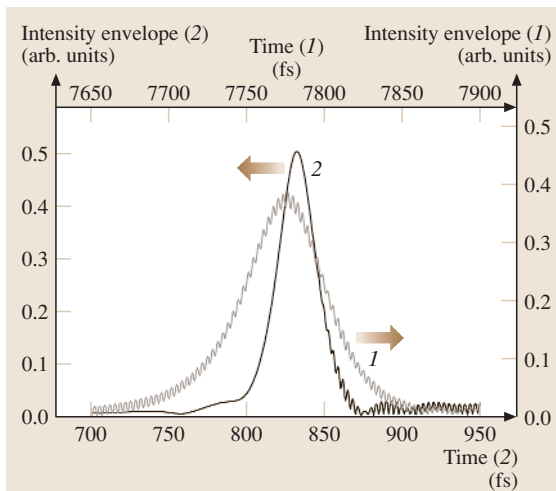 Intensity envelope (2)
(arb. units)
Time (1)
(fs)
Intensity envelope (1)
(arb. units)
7650 7700 7750 7800 7850 7900
0.5
0.4
0.3
0.2
0.1
0.0
2
1
0.5
0.4
0.3
0.2
0.1
0.0
700 750 800 850 900 950
Time (2)
(fs)